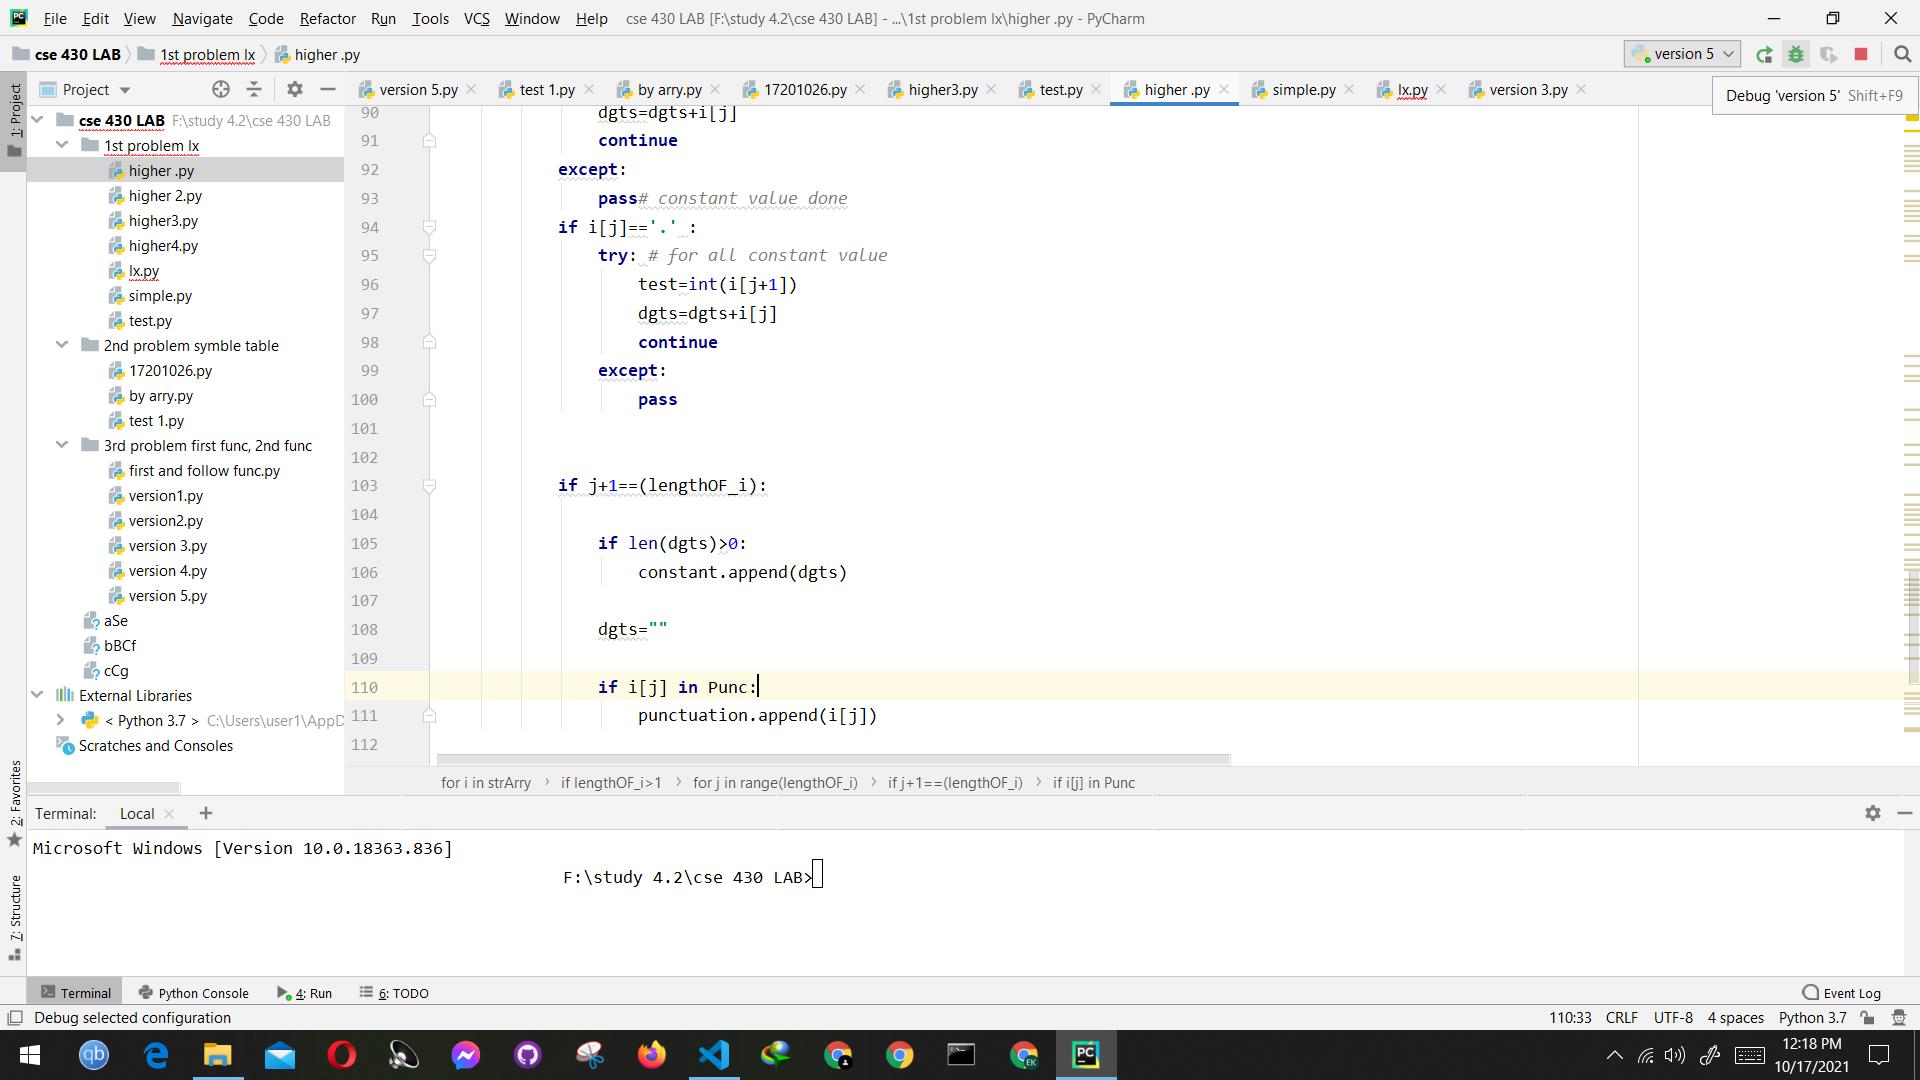 File Edit View Navigate Code Refactor Run Tools VCS Window Help cse 430 LAB [F:\study 4.2\cse 430 LAB] - ...\1st problem lx\higher .py - PyCharm
cse 430 LAB 1st problem lx higher .py version 5
Project version 5.py test 1.py by arry.py 17201026.py higher3.py test.py higher .py simple.py lx.py version 3.py
Debug 'version 5' Shift+F9
1: Project
cse 430 LAB F:\study 4.2\cse 430 LAB
1st problem lx
higher .py
higher 2.py
higher3.py
higher4.py
lx.py
simple.py
test.py
2nd problem symble table
17201026.py
by arry.py
test 1.py
3rd problem first func, 2nd func
first and follow func.py
version1.py
version2.py
version 3.py
version 4.py
version 5.py
aSe
bBCf
cCg
External Libraries
< Python 3.7 > C:\Users\user1\AppD
Scratches and Consoles
90 dgts=dgts+i[j]
91 continue
92 except:
93 pass# constant value done
94 if i[j]=='.' :
95 try: # for all constant value
96 test=int(i[j+1])
97 dgts=dgts+i[j]
98 continue
99 except:
100 pass
101
102
103 if j+1==(lengthOF_i):
104
105 if len(dgts)>0:
106 constant.append(dgts)
107
108 dgts=""
109
110 if i[j] in Punc:
111 punctuation.append(i[j])
112
for i in strArry if lengthOF_i>1 for j in range(lengthOF_i) if j+1==(lengthOF_i) if i[j] in Punc
2: Favorites
7: Structure
Terminal: Local +
Microsoft Windows [Version 10.0.18363.836]
F:\study 4.2\cse 430 LAB>
Terminal Python Console 4: Run 6: TODO Event Log
Debug selected configuration 110:33 CRLF UTF-8 4 spaces Python 3.7
qb
EK
PC
12:18 PM
10/17/2021